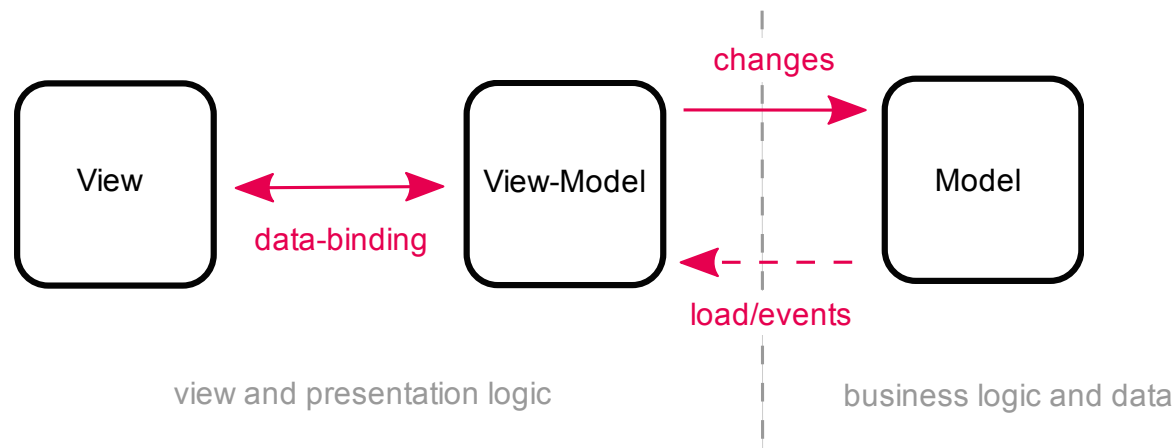 changes
View
View-Model
Model
data-binding
load/events
view and presentation logic
business logic and data